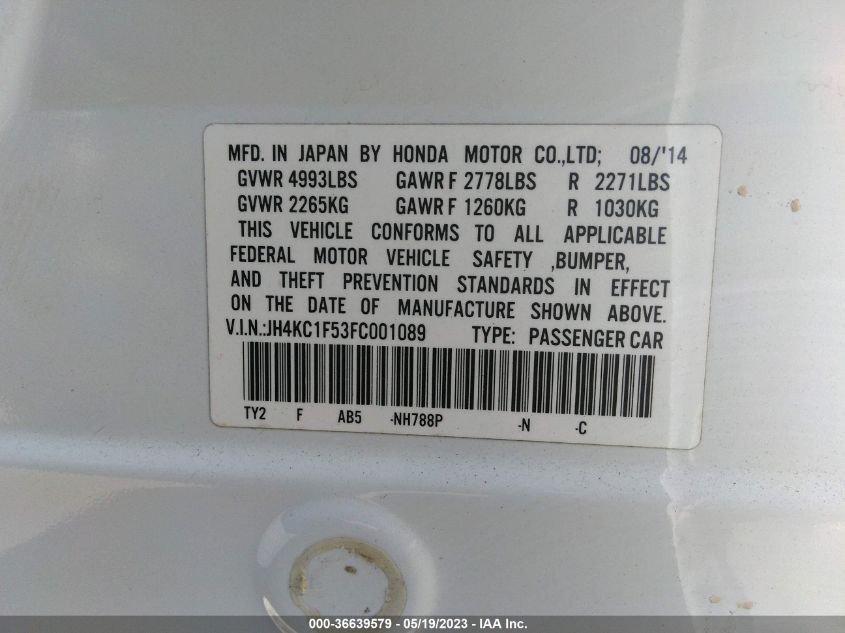 MFD. IN JAPAN BY HONDA MOTOR CO.,LTD; 08/'14
GVWR 4993LBS GAWR F 2778LBS R 2271LBS
GVWR 2265KG GAWR F 1260KG R 1030KG
THIS VEHICLE CONFORMS TO ALL APPLICABLE
FEDERAL MOTOR VEHICLE SAFETY ,BUMPER,
AND THEFT PREVENTION STANDARDS IN EFFECT
ON THE DATE OF MANUFACTURE SHOWN ABOVE.
V.I.N.:JH4KC1F53FC001089 TYPE: PASSENGER CAR
TY2 F AB5 -NH788P -N -C
000-36639579 - 05/19/2023 - IAA Inc.